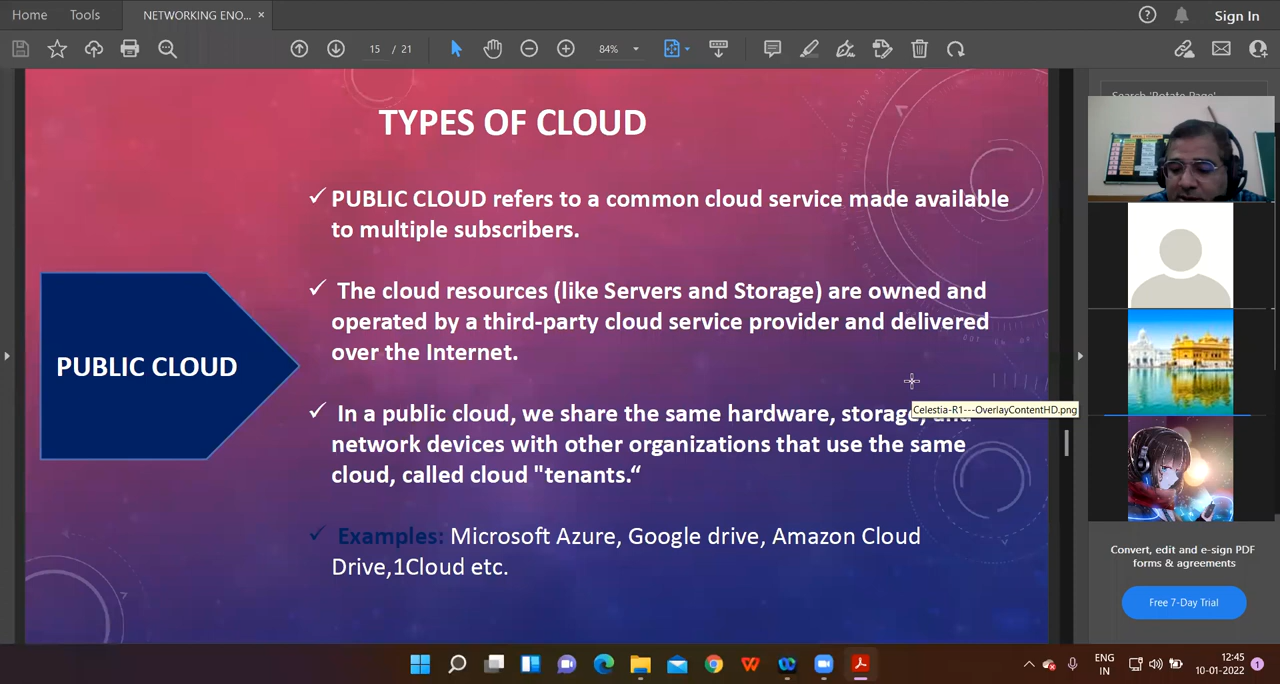 Home
Tools
NETWORKING ENO... ×
Sign In
15 / 21
84%
TYPES OF CLOUD
✓ PUBLIC CLOUD refers to a common cloud service made available
to multiple subscribers.
✓ The cloud resources (like Servers and Storage) are owned and
operated by a third-party cloud service provider and delivered
over the Internet.
PUBLIC CLOUD
✓ In a public cloud, we share the same hardware, storage, and
Celestia-R1---OverlayContentHD.png
network devices with other organizations that use the same
cloud, called cloud "tenants.“
✓ Examples: Microsoft Azure, Google drive, Amazon Cloud
Drive,1Cloud etc.
Search 'Rotate Page'
Convert, edit and e-sign PDF
forms & agreements
Free 7-Day Trial
ENG
IN
12:45
10-01-2022
1